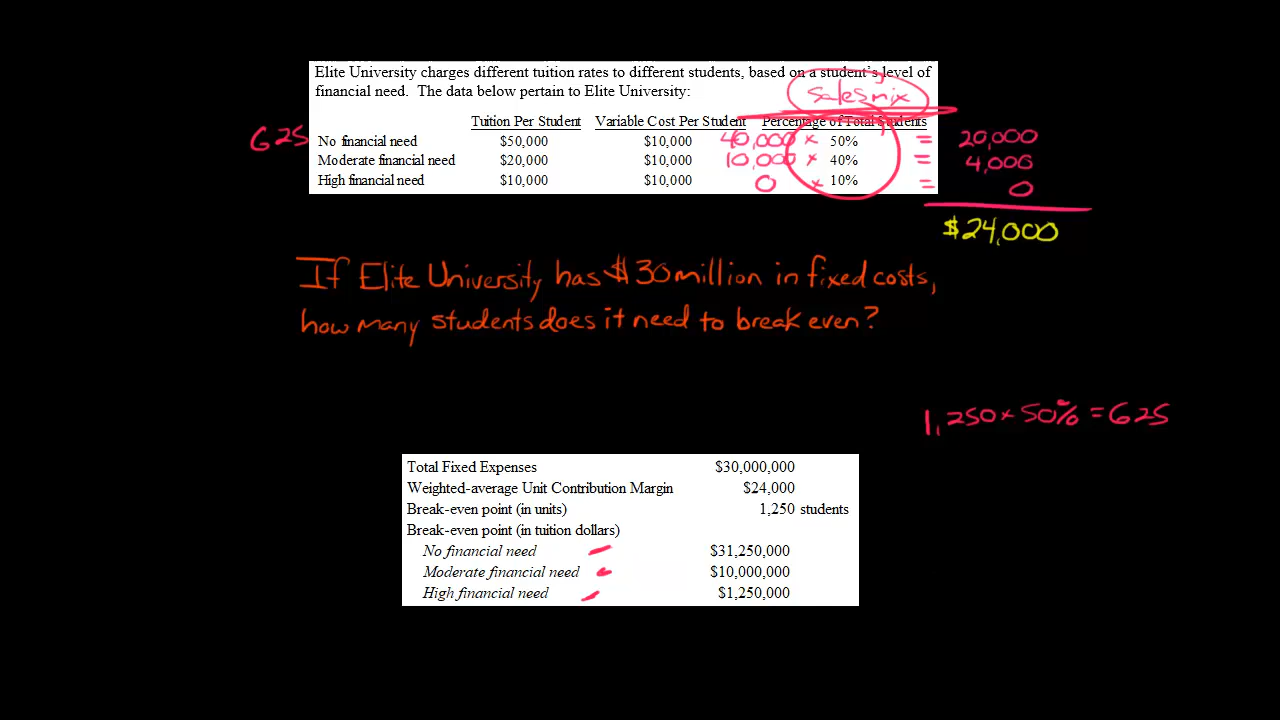 Elite University charges different tuition rates to different students, based on a student's level of
financial need. The data below pertain to Elite University:
salesmix
Tuition Per Student Variable Cost Per Student Percentage of Total Students
625 No financial need $50,000 $10,000 40,000 × 50% = 20,000
Moderate financial need $20,000 $10,000 10,000 × 40% = 4,000
High financial need $10,000 $10,000 0 × 10% = 0
$24,000
If Elite University has $30 million in fixed costs,
how many students does it need to break even?
1,250 × 50% = 625
Total Fixed Expenses $30,000,000
Weighted-average Unit Contribution Margin $24,000
Break-even point (in units) 1,250 students
Break-even point (in tuition dollars)
No financial need $31,250,000
Moderate financial need $10,000,000
High financial need $1,250,000